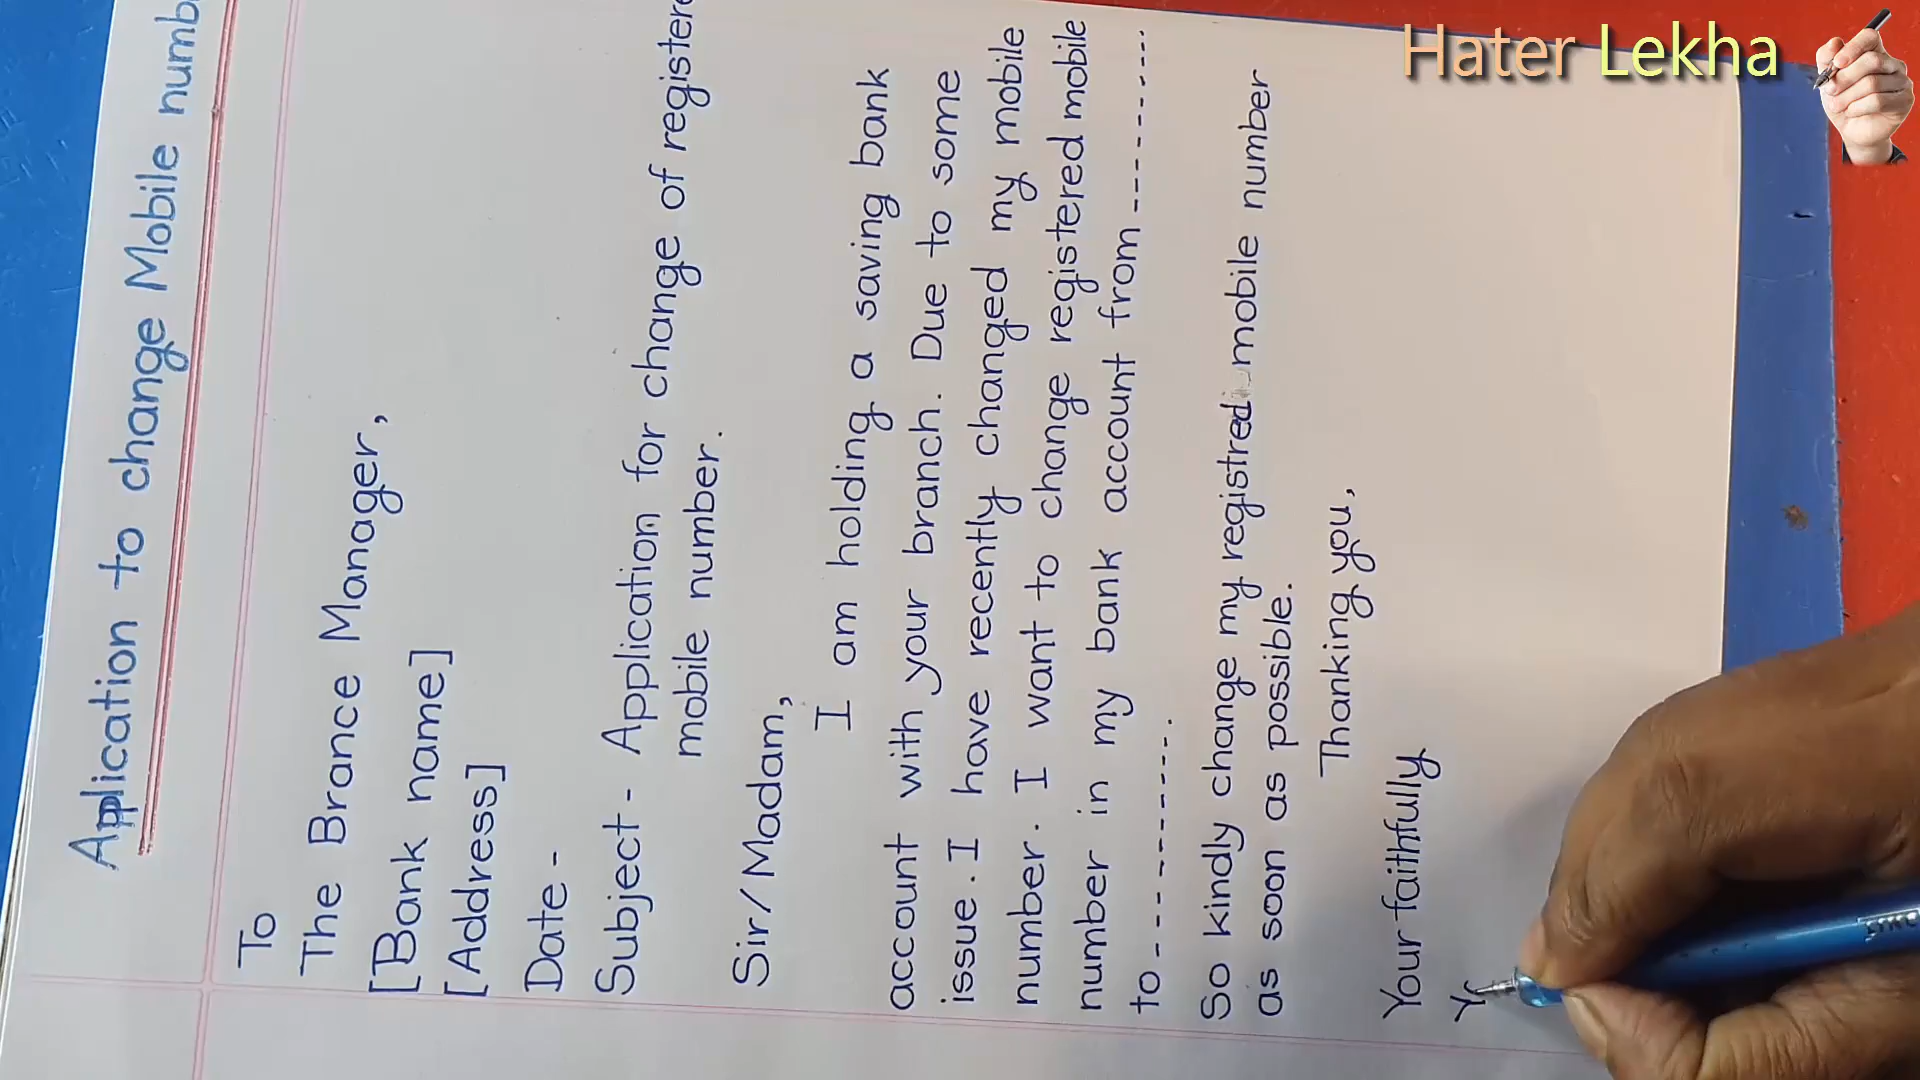 Hater Lekha
Application to change Mobile numb
To
The Brance Manager,
[Bank name]
[Address]
Date -
Subject - Application for change of registere
mobile number.
Sir/Madam,
I am holding a saving bank
account with your branch. Due to some
issue. I have recently changed my mobile
number. I want to change registered mobile
number in my bank account from-----------
to-----------.
So kindly change my registred mobile number
as soon as possible.
Thanking you,
Your faithfully
Yo